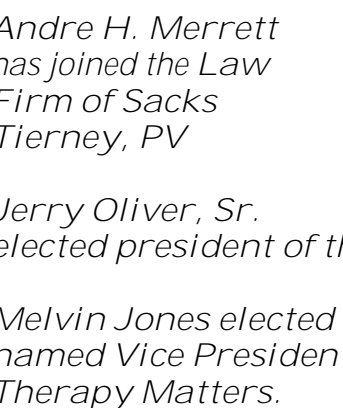 Andre H. Merrett
has joined the Law
Firm of Sacks
Tierney, PV
Jerry Oliver, Sr.
elected president of th
Melvin Jones elected
named Vice Presiden
Therapy Matters.